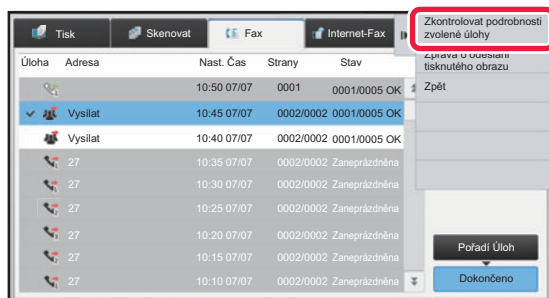 Tisk Skenovat Fax Internet-Fax
Zkontrolovat podrobnosti
zvolené úlohy
Zpráva o odeslání
tisknutého obrazu
Zpět
Úloha Adresa Nast. Čas Strany Stav
10:50 07/07 0001 0001/0005 OK
Vysílat 10:45 07/07 0002/0002 0001/0005 OK
Vysílat 10:40 07/07 0002/0002 0001/0005 OK
27 10:35 07/07 0002/0002 Zaneprázdněna
27 10:30 07/07 0002/0002 Zaneprázdněna
27 10:25 07/07 0002/0002 Zaneprázdněna
27 10:20 07/07 0002/0002 Zaneprázdněna
27 10:15 07/07 0002/0002 Zaneprázdněna
27 10:10 07/07 0002/0002 Zaneprázdněna
Pořadí Úloh
Dokončeno